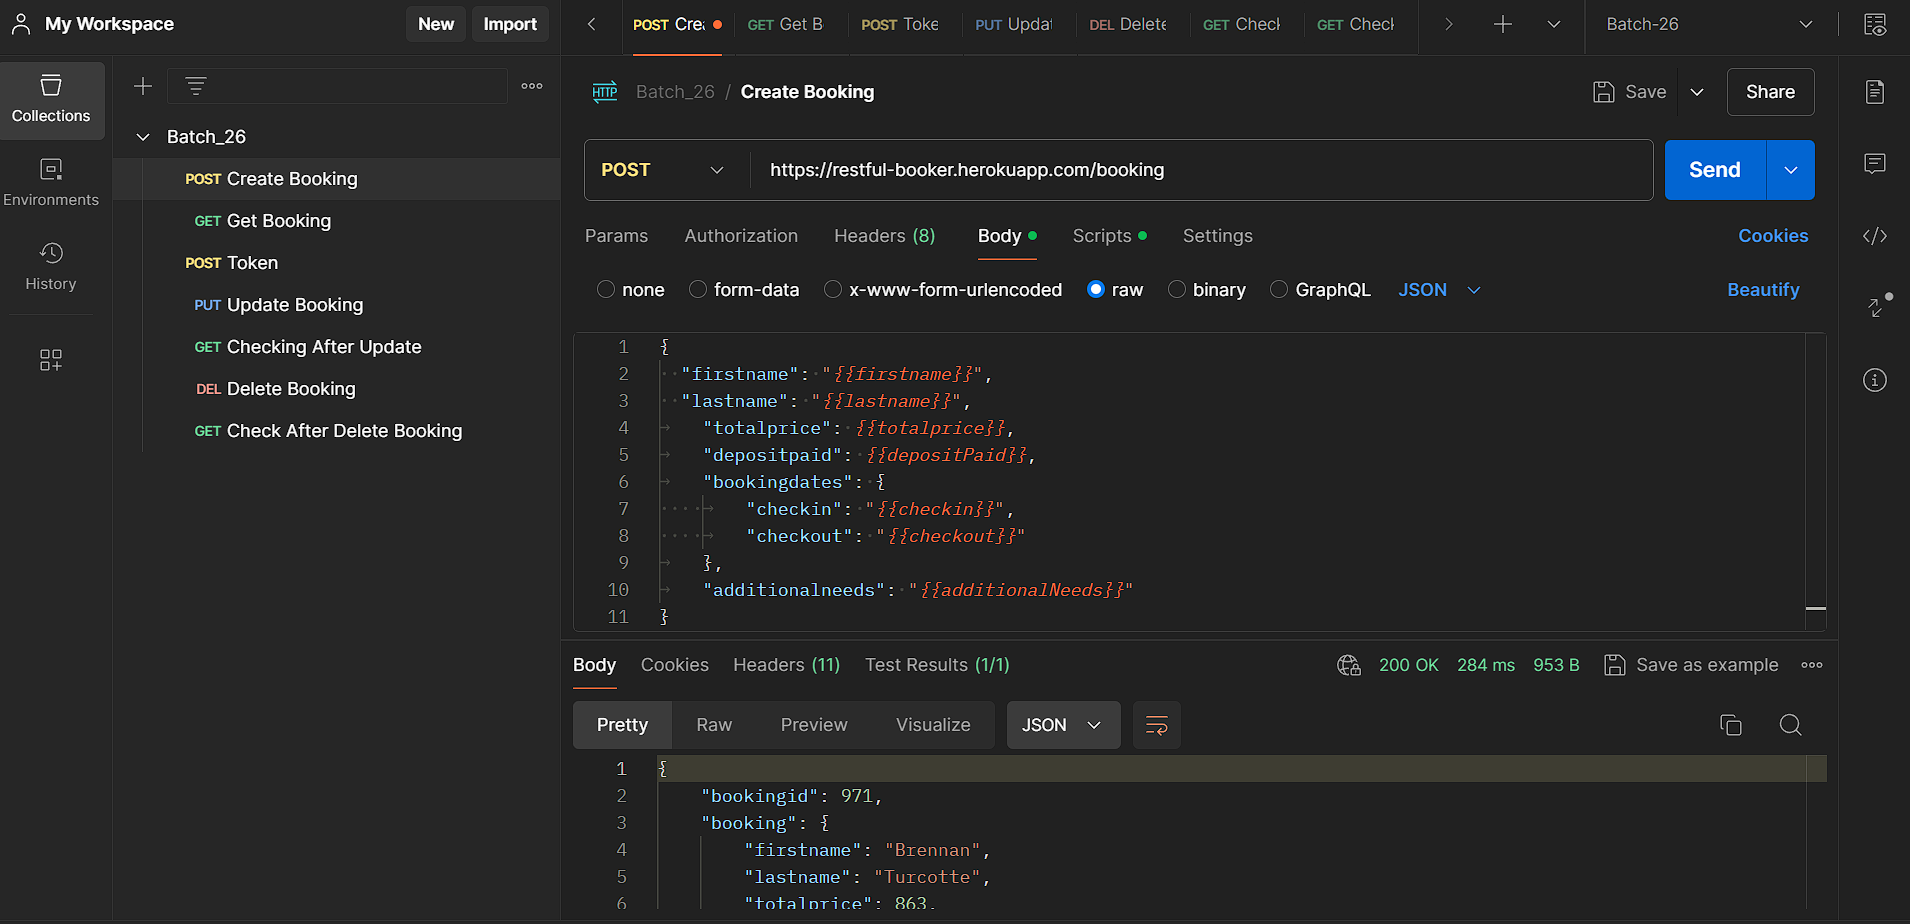 My Workspace
New
Import
POST Cre
GET Get B
POST Toke
PUT Updat
DEL Delete
GET Check
GET Check
Batch-26
Collections
Environments
History
Batch_26
POST Create Booking
GET Get Booking
POST Token
PUT Update Booking
GET Checking After Update
DEL Delete Booking
GET Check After Delete Booking
HTTP Batch_26 / Create Booking
Save
Share
POST
https://restful-booker.herokuapp.com/booking
Send
Params Authorization Headers (8) Body Scripts Settings
Cookies
none form-data x-www-form-urlencoded raw binary GraphQL JSON
Beautify
1 {
2 "firstname": "{{firstname}}",
3 "lastname": "{{lastname}}",
4 "totalprice": {{totalprice}},
5 "depositpaid": {{depositPaid}},
6 "bookingdates": {
7 "checkin": "{{checkin}}",
8 "checkout": "{{checkout}}"
9 },
10 "additionalneeds": "{{additionalNeeds}}"
11 }
Body Cookies Headers (11) Test Results (1/1)
200 OK 284 ms 953 B Save as example
Pretty Raw Preview Visualize JSON
1 {
2 "bookingid": 971,
3 "booking": {
4 "firstname": "Brennan",
5 "lastname": "Turcotte",
6 "totalprice": 863,